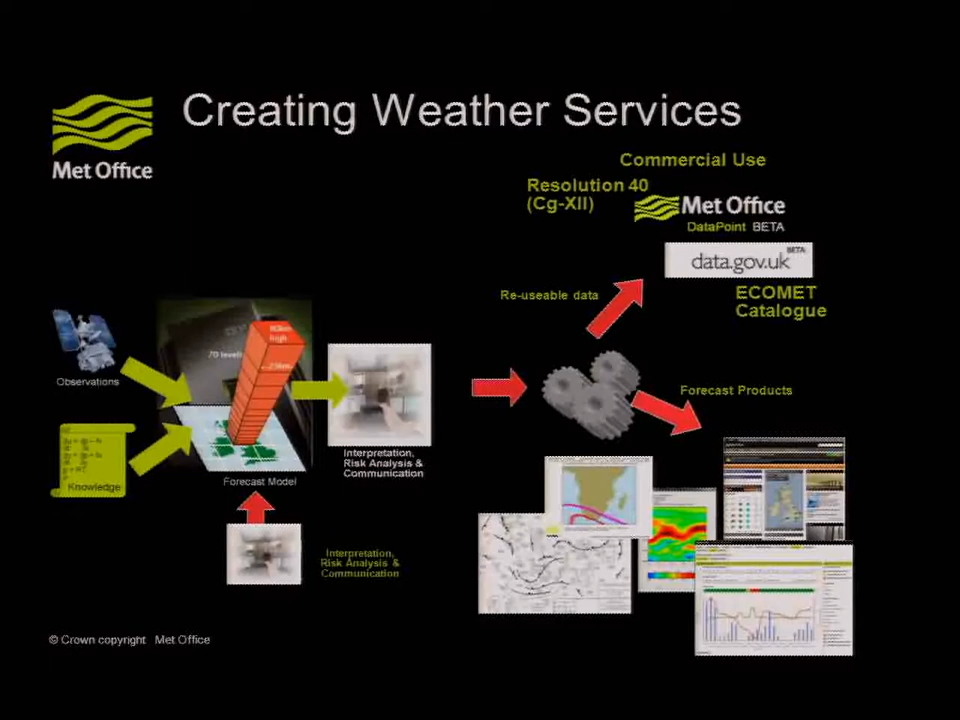 Creating Weather Services
Met Office
Commercial Use
Resolution 40
(Cg-XII)
Met Office
DataPoint BETA
BETA
data.gov.uk
ECOMET
Catalogue
Re-useable data
Observations
70 levels
high
Forecast Products
Interpretation,
Risk Analysis &
Communication
Knowledge
Forecast Model
Interpretation,
Risk Analysis &
Communication
© Crown copyright Met Office